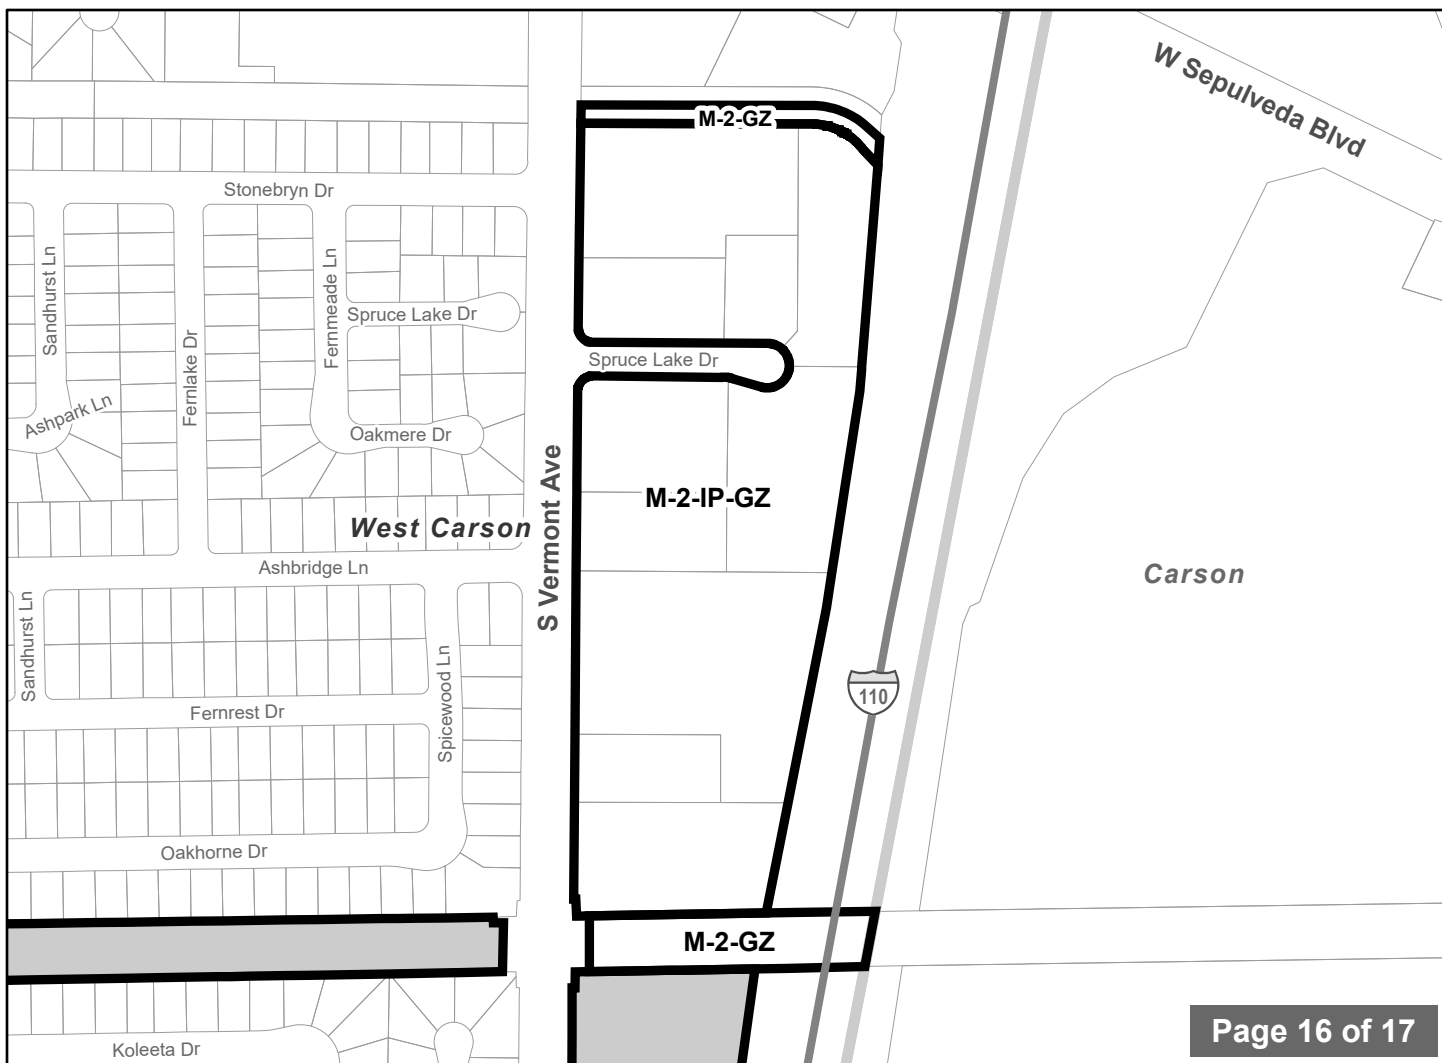 W Sepulveda Blvd
M-2-GZ
Stonebryn Dr
Sandhurst Ln
Fernmeade Ln
Spruce Lake Dr
Fernlake Dr
Spruce Lake Dr
Ashpark Ln
Oakmere Dr
S Vermont Ave
M-2-IP-GZ
West Carson
Ashbridge Ln
Carson
Sandhurst Ln
Spicewood Ln
110
Fernrest Dr
Oakhorne Dr
M-2-GZ
Koleeta Dr
Page 16 of 17